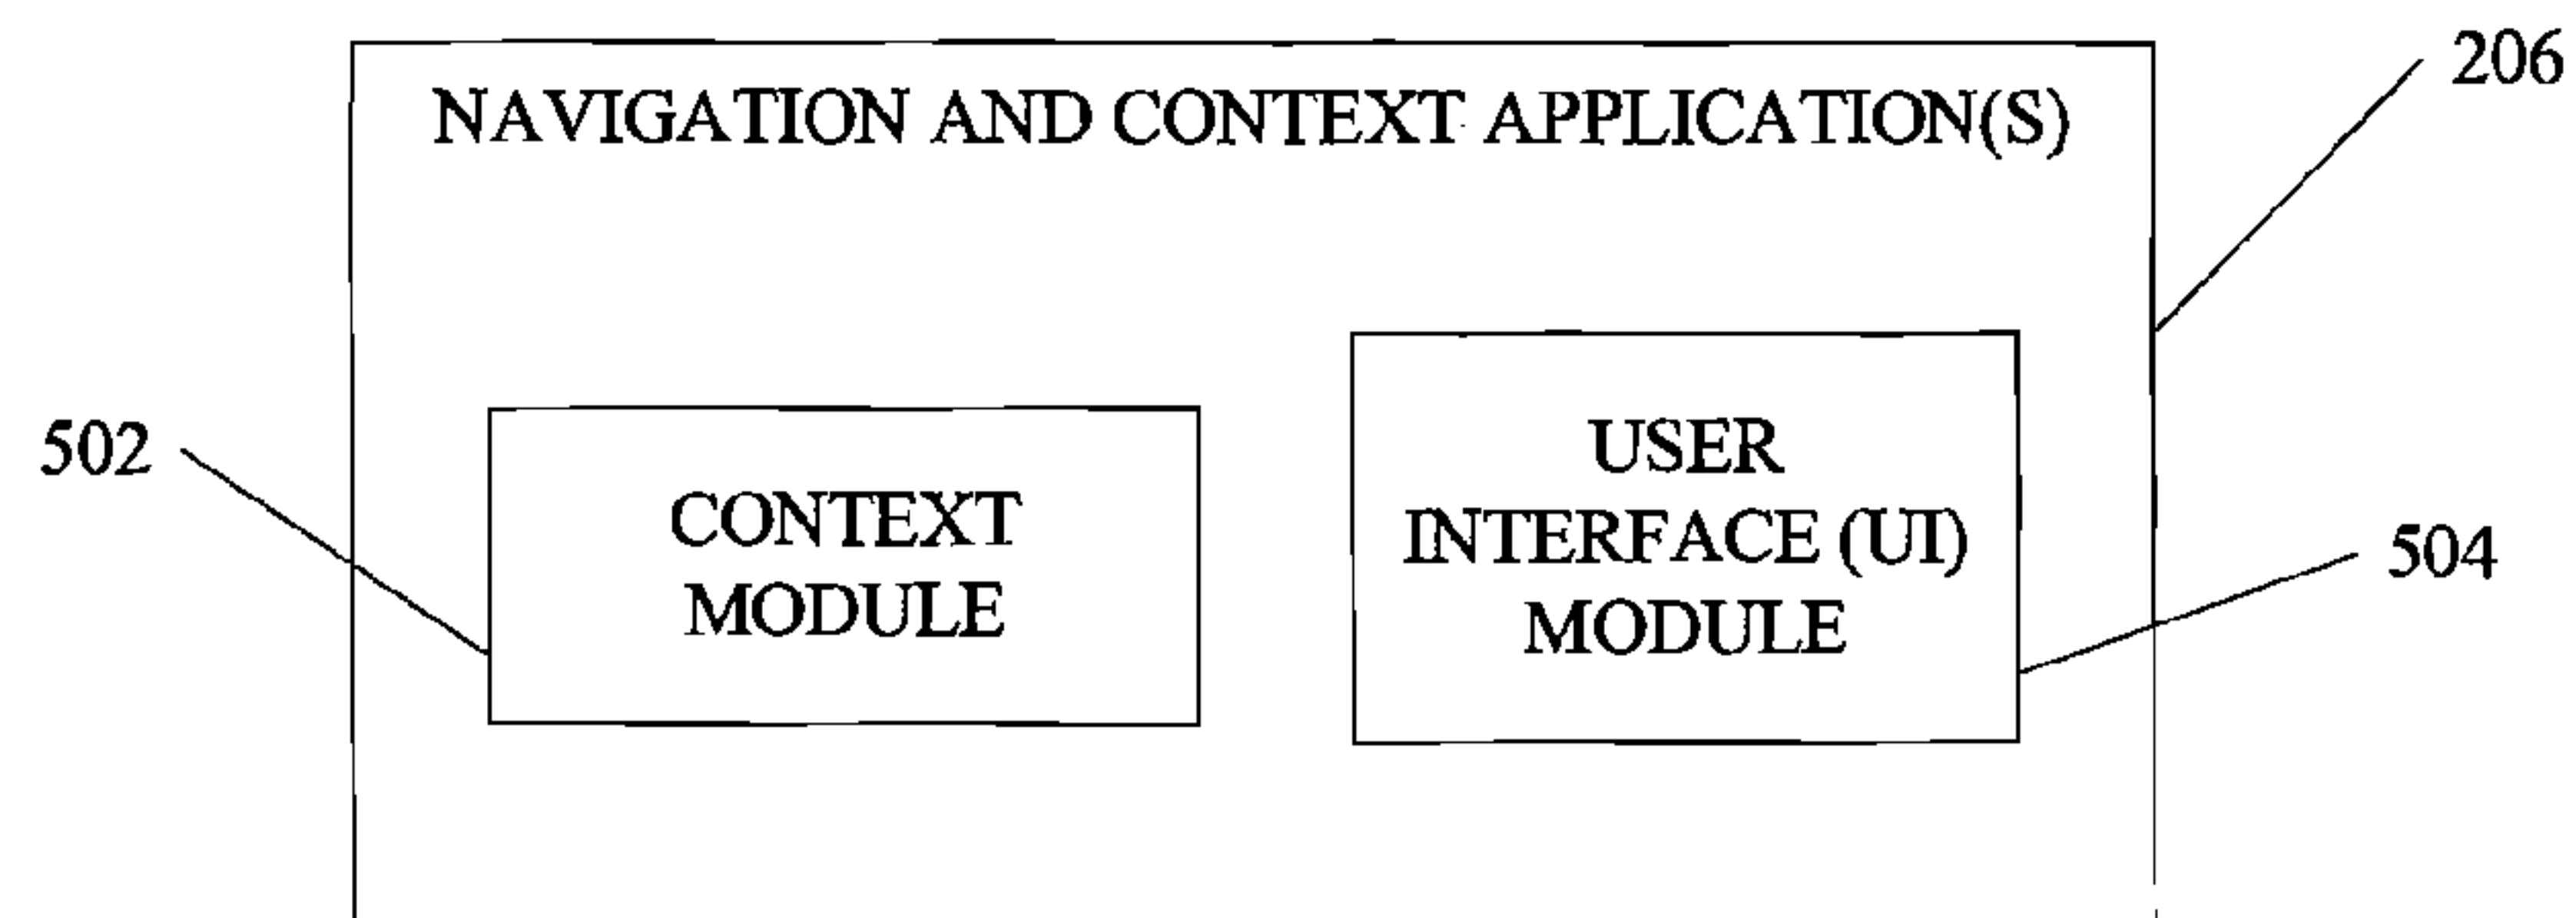 206
NAVIGATION AND CONTEXT APPLICATION(S)
502
CONTEXT
MODULE
USER
INTERFACE (UI)
MODULE
504